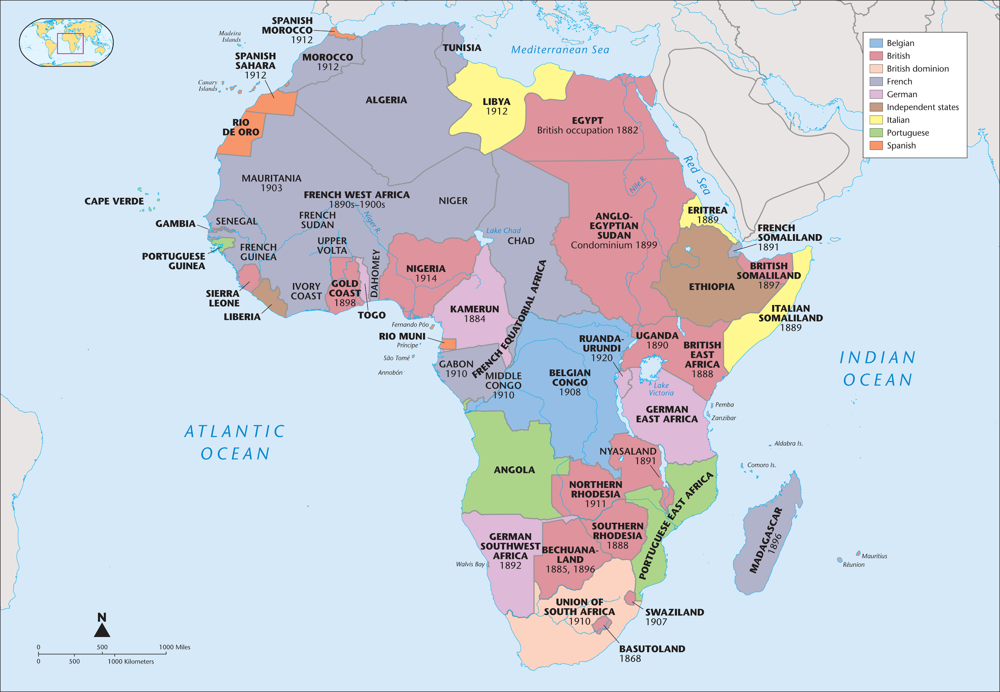 SPANISH
MOROCCO
1912
Madeira
Islands
SPANISH
SAHARA
1912
Canary
Islands
MOROCCO
1912
TUNISIA
Mediterranean Sea
Belgian
British
British dominion
French
German
Independent states
Italian
Portuguese
Spanish
ALGERIA
LIBYA
1912
EGYPT
British occupation 1882
RIO
DE ORO
Red Sea
MAURITANIA
1903
FRENCH WEST AFRICA
1890s–1900s
NIGER
Nile R.
CAPE VERDE
GAMBIA
SENEGAL
FRENCH
SUDAN
Niger R.
Lake Chad
CHAD
ANGLO-
EGYPTIAN
SUDAN
Condominium 1899
ERITREA
1889
FRENCH
SOMALILAND
1891
PORTUGUESE
GUINEA
FRENCH
GUINEA
UPPER
VOLTA
DAHOMEY
NIGERIA
1914
BRITISH
SOMALILAND
1897
ETHIOPIA
SIERRA
LEONE
LIBERIA
IVORY
COAST
GOLD
COAST
1898
TOGO
KAMERUN
1884
FRENCH EQUATORIAL AFRICA
ITALIAN
SOMALILAND
1889
Fernando Póo
RIO MUNI
Príncipe
São Tomé
Annobón
GABON
1910
MIDDLE
CONGO
1910
BELGIAN
CONGO
1908
RUANDA-
URUNDI
1920
UGANDA
1890
BRITISH
EAST
AFRICA
1888
Lake
Victoria
INDIAN
OCEAN
GERMAN
EAST AFRICA
Pemba
Zanzibar
ATLANTIC
OCEAN
Aldabra Is.
Comoro Is.
NYASALAND
1891
ANGOLA
NORTHERN
RHODESIA
1911
PORTUGUESE EAST AFRICA
MADAGASCAR
1896
GERMAN
SOUTHWEST
AFRICA
1892
Walvis Bay
BECHUANA-
LAND
1885, 1896
SOUTHERN
RHODESIA
1888
Mauritius
Réunion
UNION OF
SOUTH AFRICA
1910
SWAZILAND
1907
BASUTOLAND
1868
N
0 500 1000 Miles
0 500 1000 Kilometers